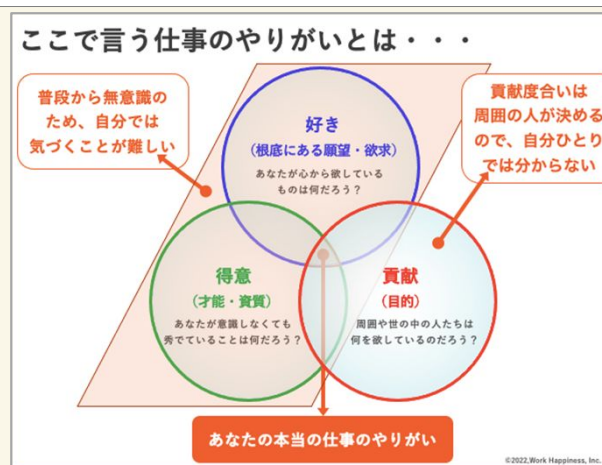 ここで言う仕事のやりがいとは・・・
普段から無意識の
ため、自分では
気づくことが難しい
貢献度合いは
周囲の人が決める
ので、自分ひとり
では分からない
好き
（根底にある願望・欲求）
あなたが心から欲している
ものは何だろう？
得意
（才能・資質）
あなたが意識しなくても
秀でていることは何だろう？
貢献
（目的）
周囲や世の中の人たちは
何を欲しているのだろう？
あなたの本当の仕事のやりがい
©2022,Work Happiness, Inc.